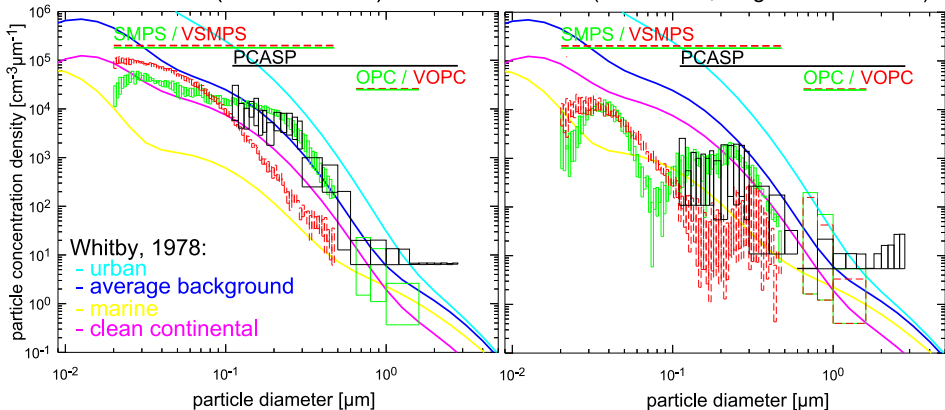 SMPS / VSMPS
PCASP
OPC / VOPC
SMPS / VSMPS
PCASP
OPC / VOPC
particle concentration density [cm⁻³µm⁻¹]
10⁶
10⁵
10⁴
10³
10²
10¹
10⁰
10⁻¹
Whitby, 1978:
- urban
- average background
- marine
- clean continental
10⁻² 10⁻¹ 10⁰
10⁻² 10⁻¹ 10⁰
particle diameter [µm]
particle diameter [µm]